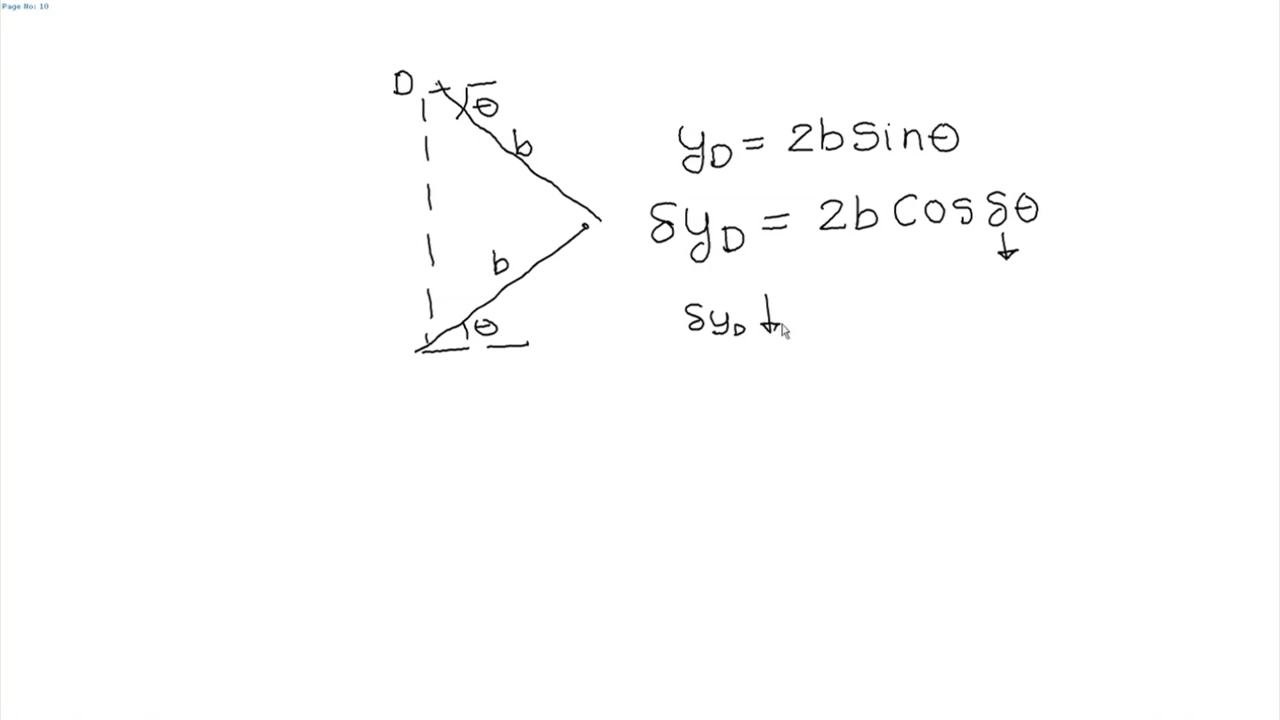 Page No: 10
D
θ
b
y_D = 2b Sinθ
δy_D = 2b Cos δθ
↓
b
δy_D ↓
θ